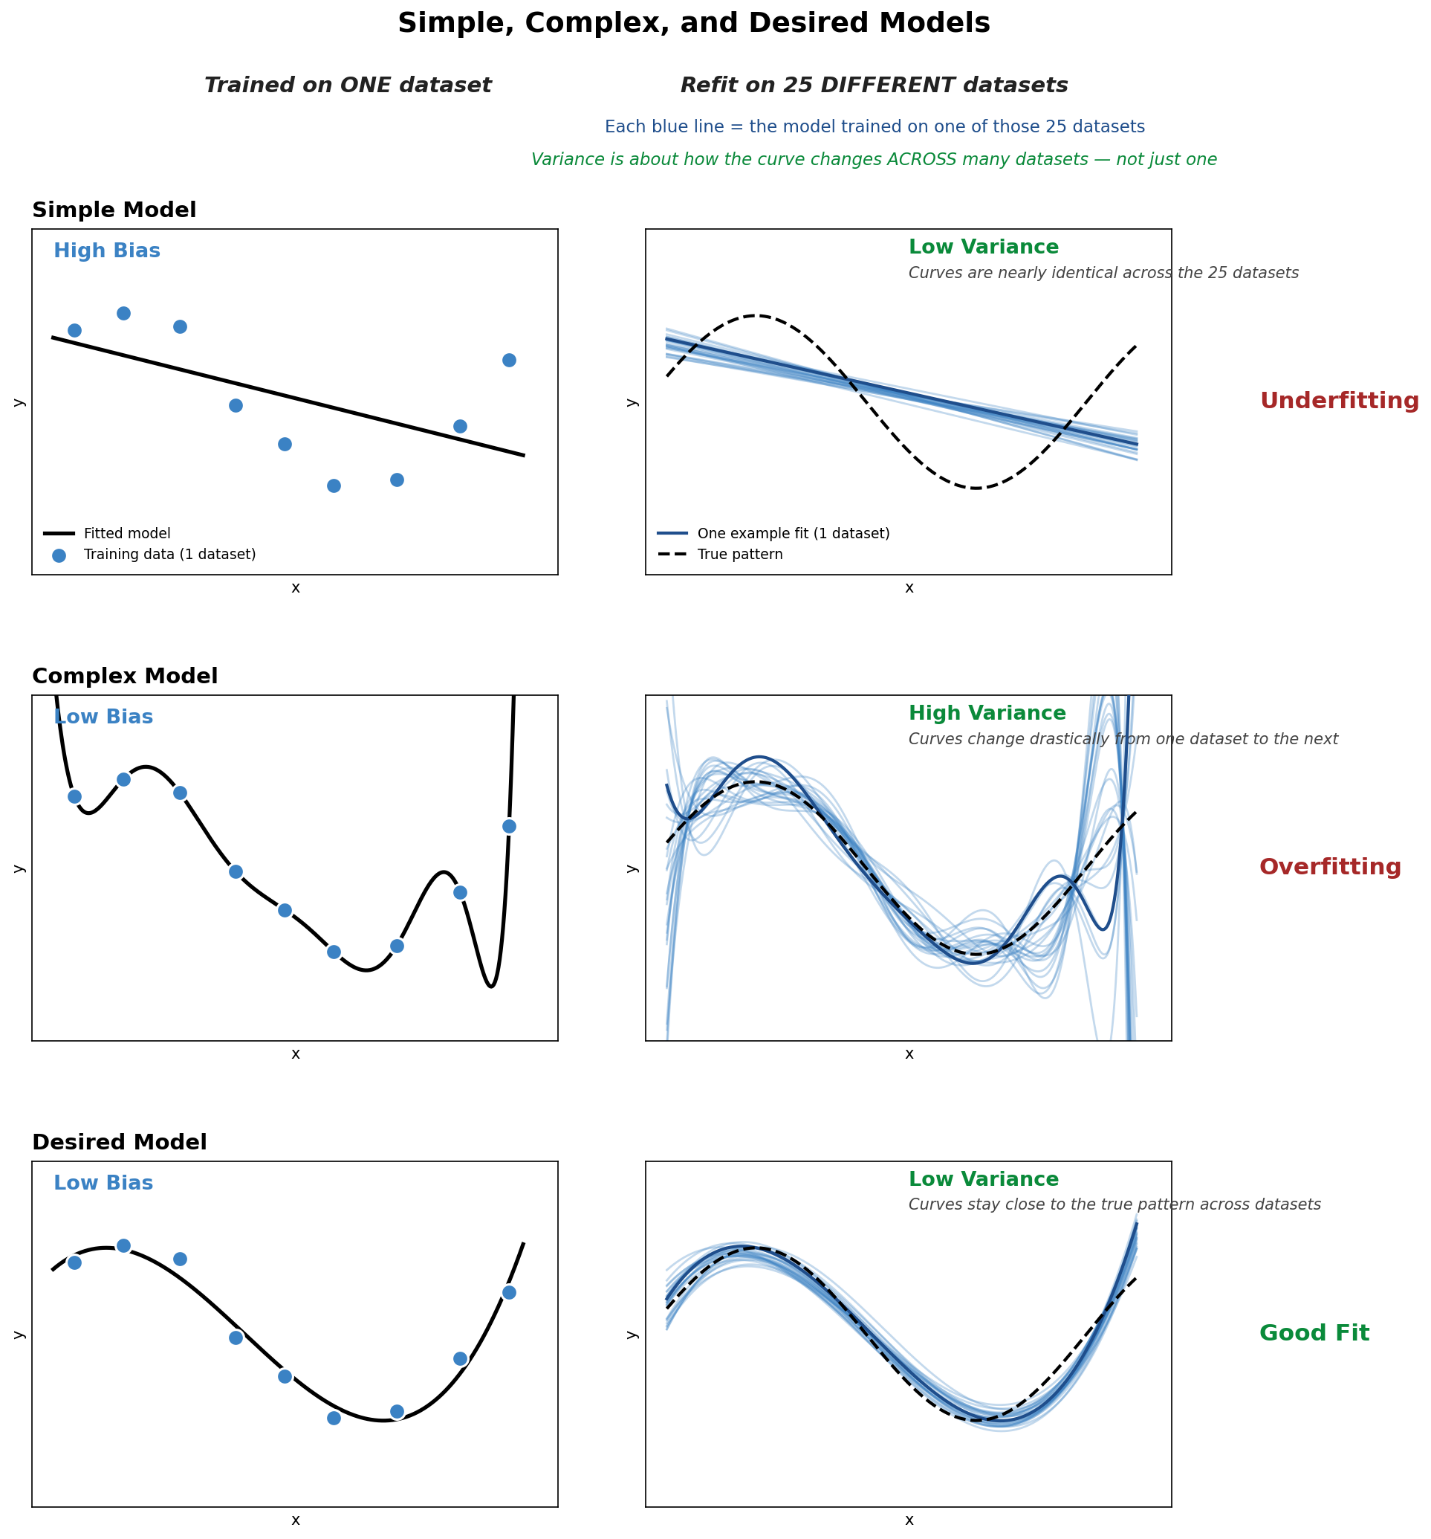 Simple, Complex, and Desired Models
Trained on ONE dataset
Refit on 25 DIFFERENT datasets
Each blue line = the model trained on one of those 25 datasets
Variance is about how the curve changes ACROSS many datasets — not just one
Simple Model
High Bias
y
Fitted model
Training data (1 dataset)
x
Low Variance
Curves are nearly identical across the 25 datasets
y
One example fit (1 dataset)
True pattern
x
Underfitting
Complex Model
Low Bias
y
x
High Variance
Curves change drastically from one dataset to the next
y
x
Overfitting
Desired Model
Low Bias
y
x
Low Variance
Curves stay close to the true pattern across datasets
y
x
Good Fit